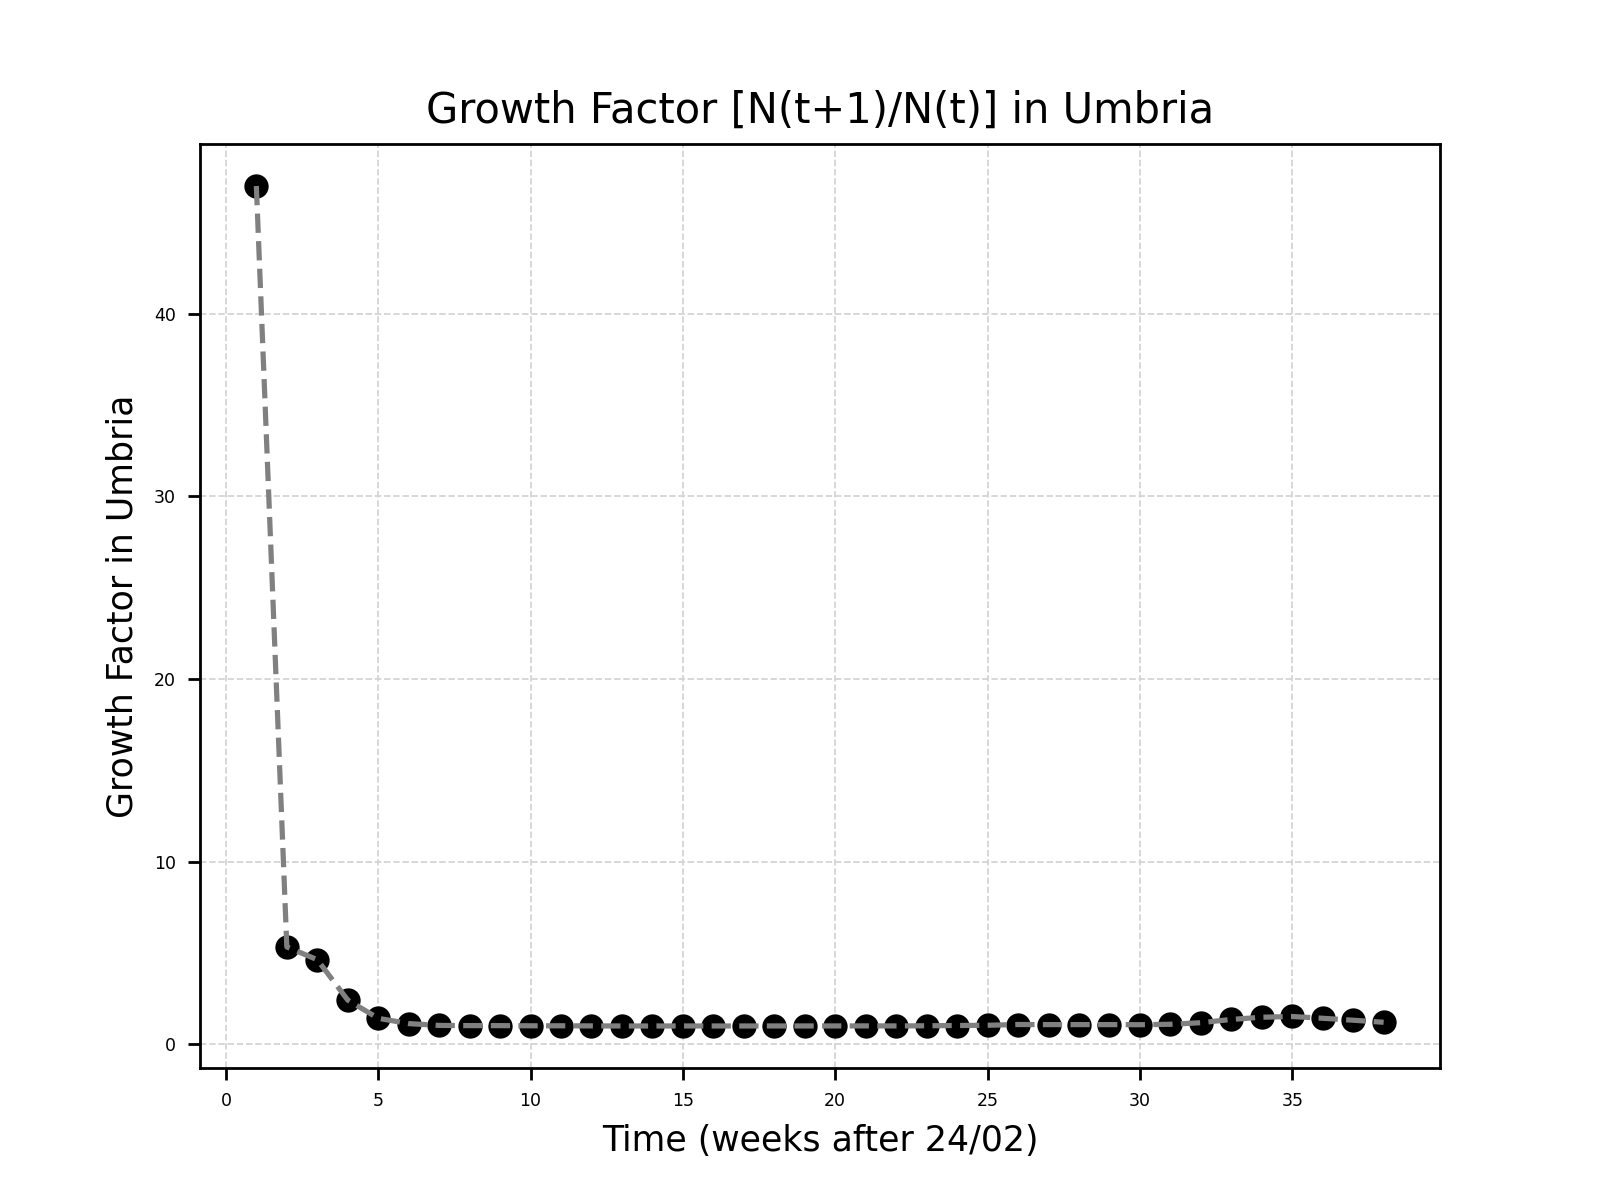 Growth Factor [N(t+1)/N(t)] in Umbria
Growth Factor in Umbria
40
30
20
10
0
0 5 10 15 20 25 30 35
Time (weeks after 24/02)